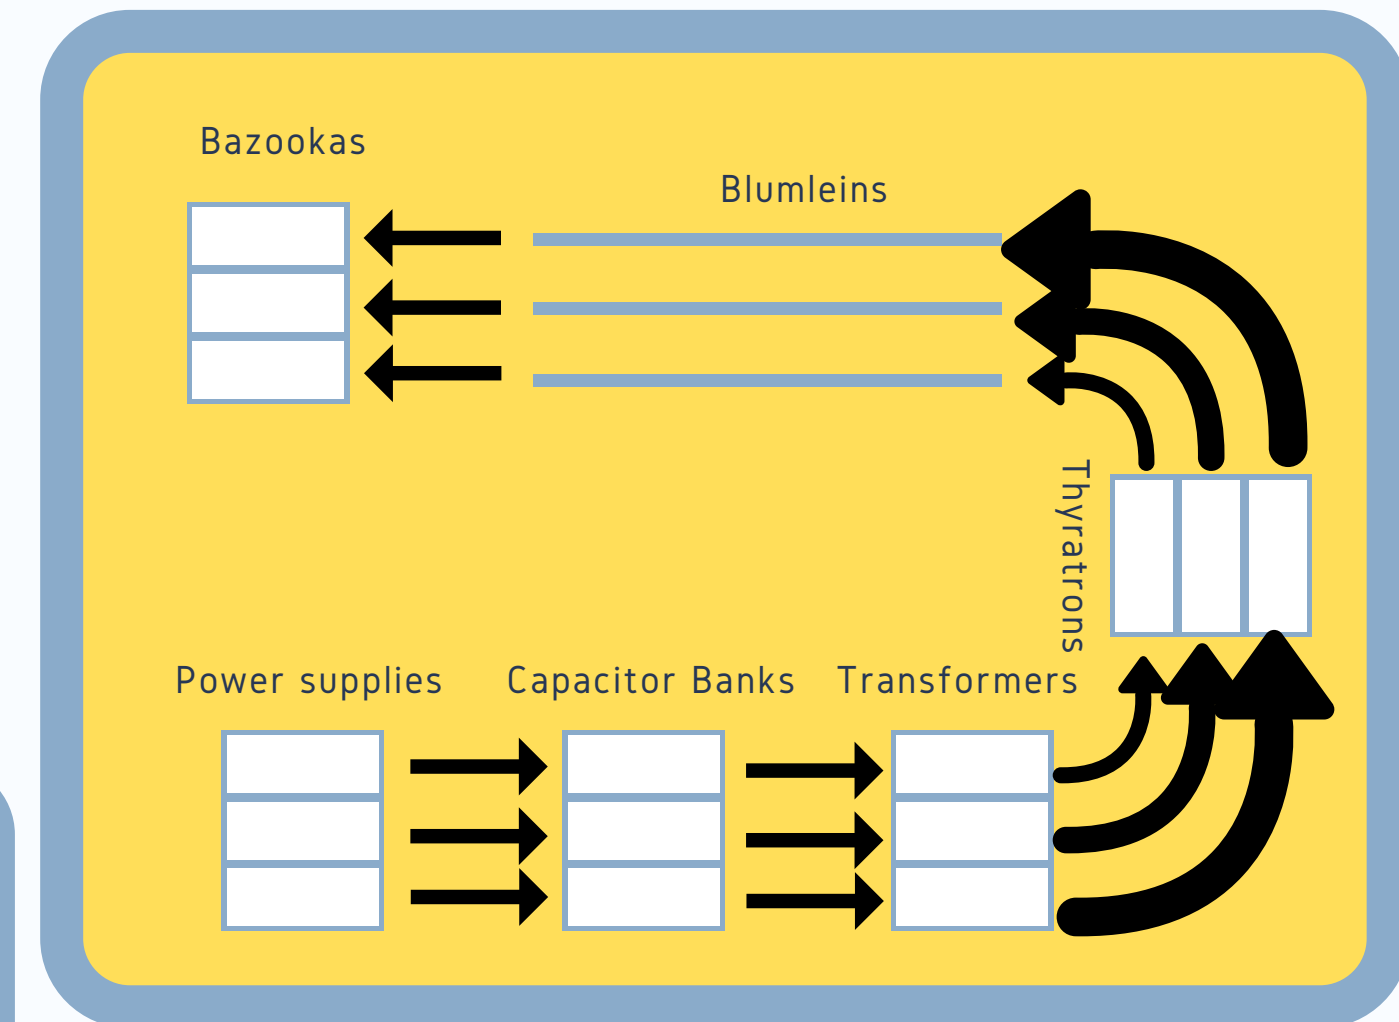 Bazookas
Blumleins
Thyratrons
Power supplies
Capacitor Banks
Transformers